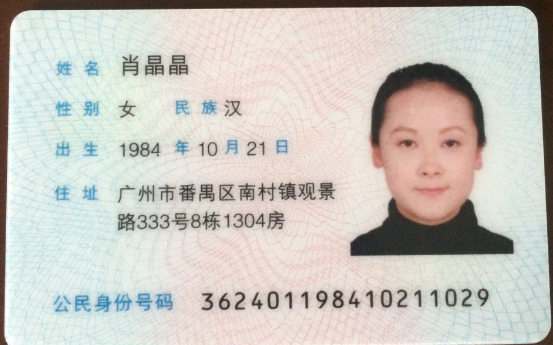 姓名 肖晶晶
性别 女 民族 汉
出生 1984 年 10 月 21 日
住址 广州市番禺区南村镇观景
路333号8栋1304房
公民身份号码 362401198410211029